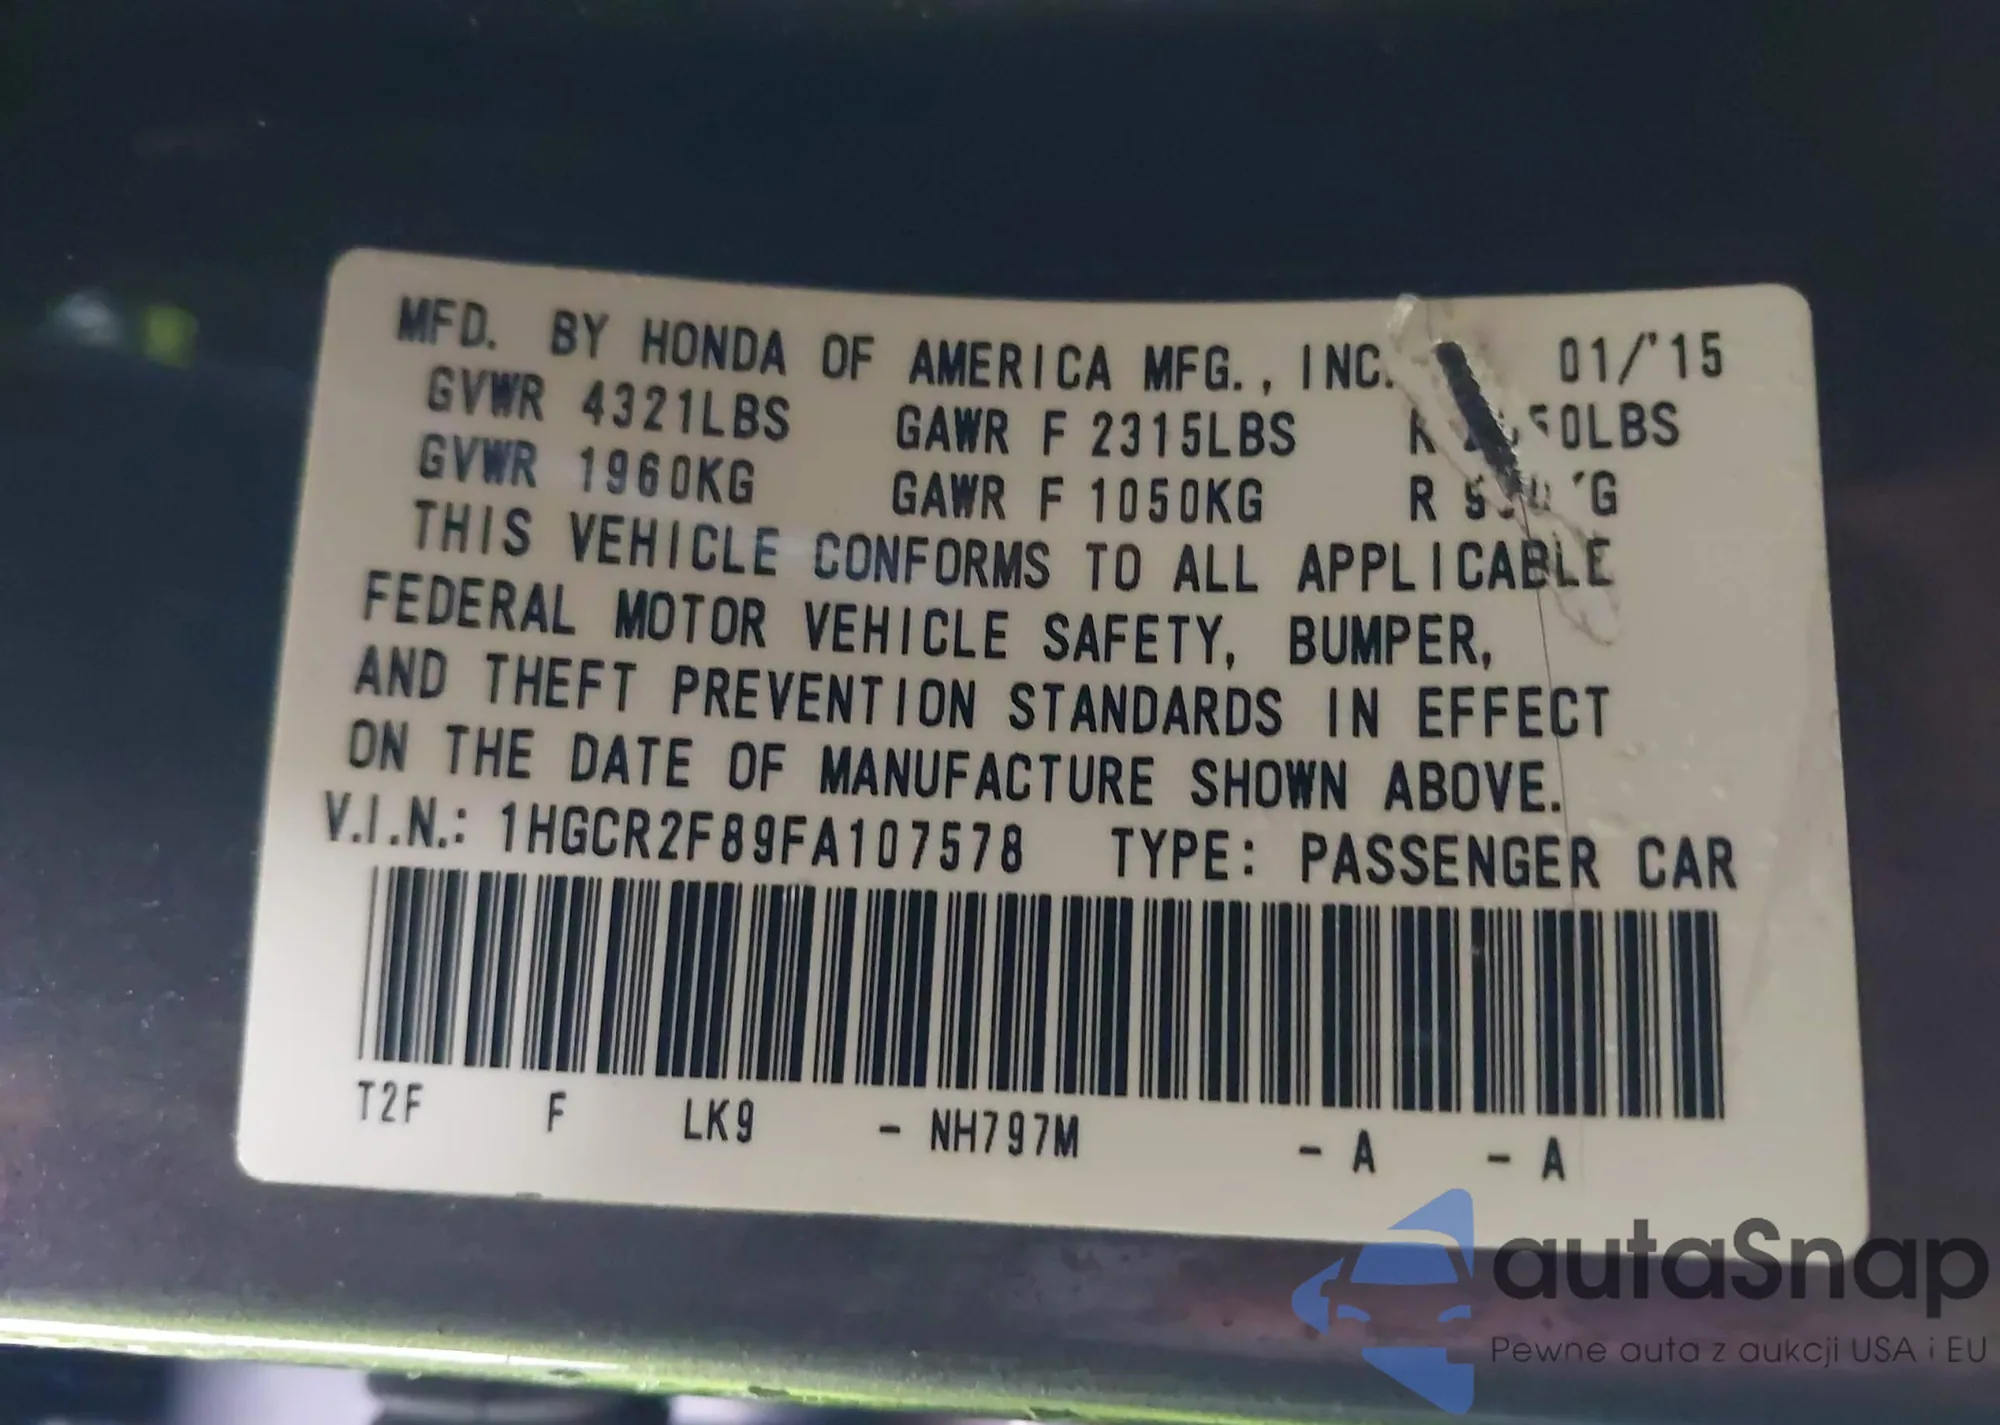 MFD. BY HONDA OF AMERICA MFG., INC. 01/'15
GVWR 4321LBS GAWR F 2315LBS R
GVWR 1960KG GAWR F 1050KG R
THIS VEHICLE CONFORMS TO ALL APPLICABLE
FEDERAL MOTOR VEHICLE SAFETY, BUMPER,
AND THEFT PREVENTION STANDARDS IN EFFECT
ON THE DATE OF MANUFACTURE SHOWN ABOVE.
V.I.N.: 1HGCR2F89FA107578 TYPE: PASSENGER CAR
T2F F LK9 - NH797M - A - A
autaSnap
Pewne auta z aukcji USA i EU